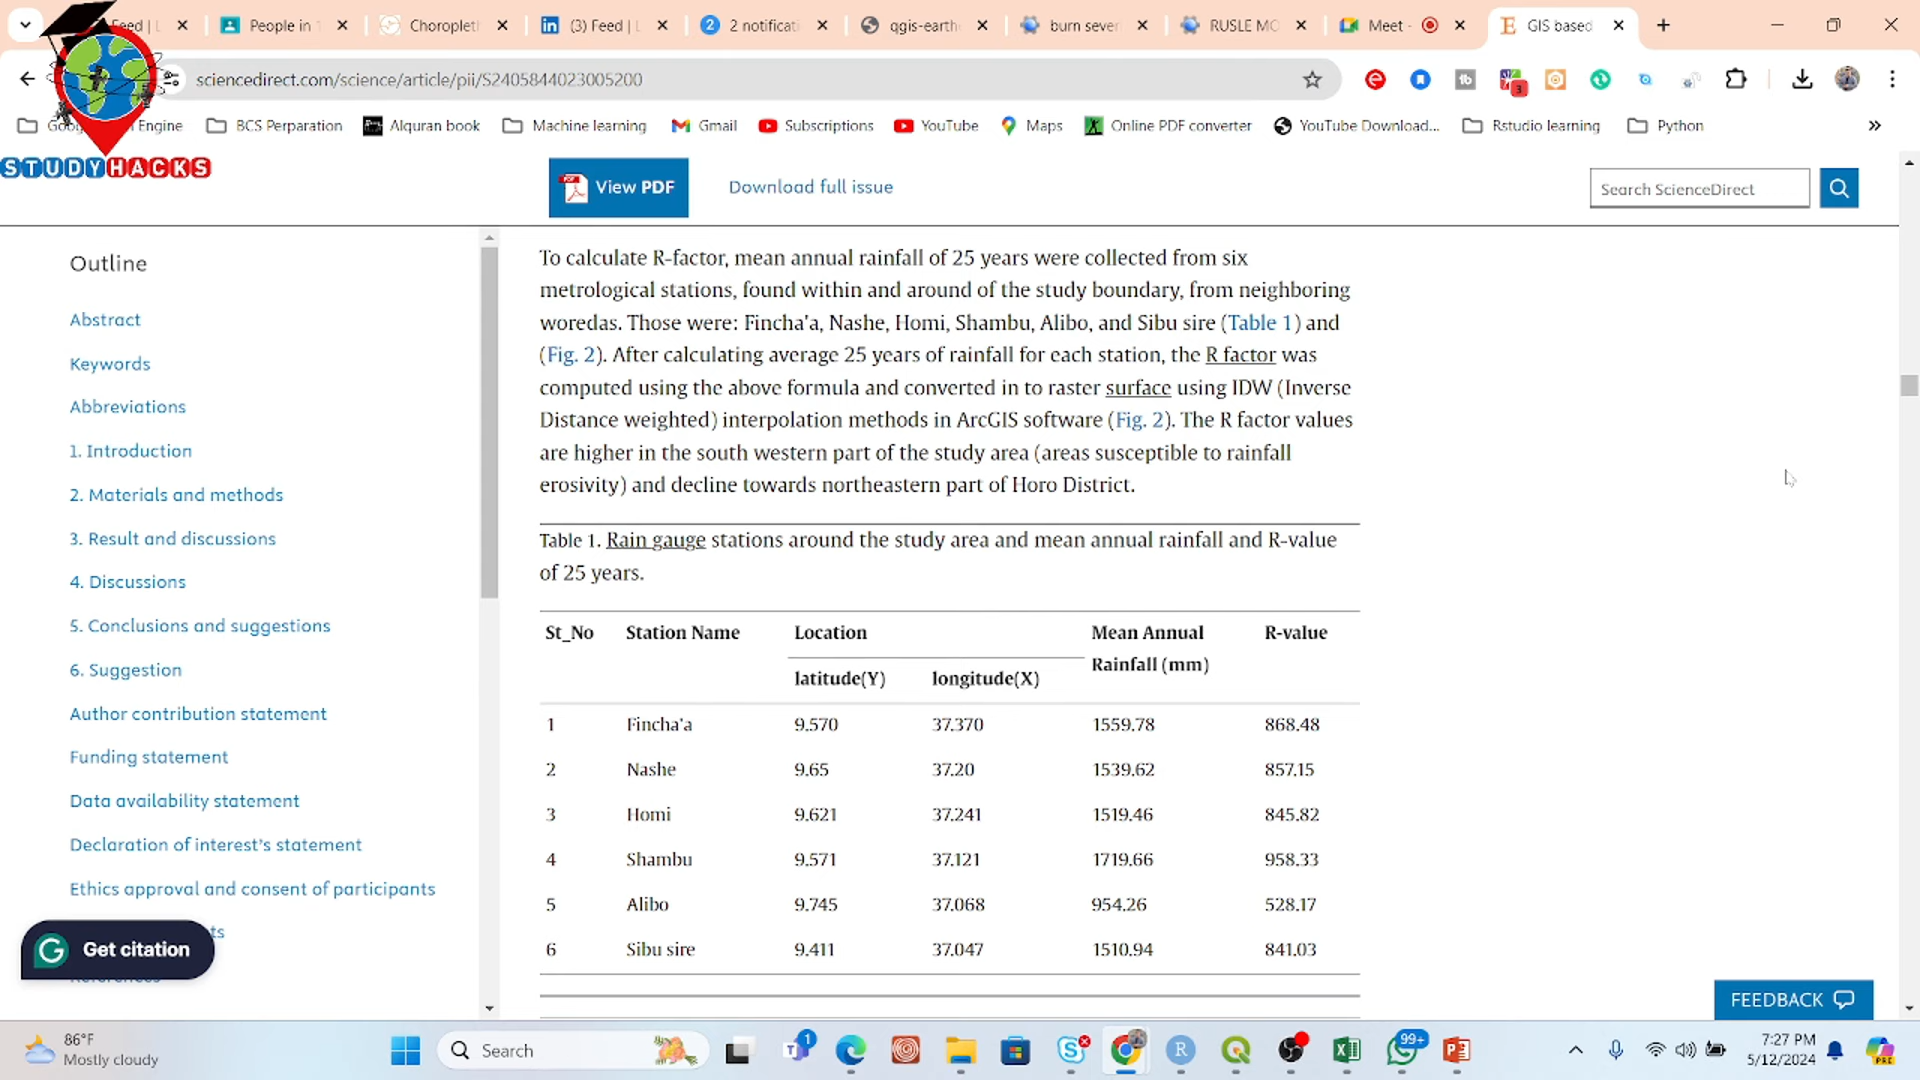 Feed | L
People in
Choropleth
(3) Feed | L
2 notificati
qgis-earth
burn sever
RUSLE MO
Meet -
GIS based
sciencedirect.com/science/article/pii/S2405844023005200
Engine
BCS Perparation
Alquran book
Machine learning
Gmail
Subscriptions
YouTube
Maps
Online PDF converter
YouTube Download...
Rstudio learning
Python
STUDYHACKS
View PDF
Download full issue
Search ScienceDirect
Outline
Abstract
Keywords
Abbreviations
1. Introduction
2. Materials and methods
3. Result and discussions
4. Discussions
5. Conclusions and suggestions
6. Suggestion
Author contribution statement
Funding statement
Data availability statement
Declaration of interest's statement
Ethics approval and consent of participants
Get citation
To calculate R-factor, mean annual rainfall of 25 years were collected from six
metrological stations, found within and around of the study boundary, from neighboring
woredas. Those were: Fincha'a, Nashe, Homi, Shambu, Alibo, and Sibu sire (Table 1) and
(Fig. 2). After calculating average 25 years of rainfall for each station, the R factor was
computed using the above formula and converted in to raster surface using IDW (Inverse
Distance weighted) interpolation methods in ArcGIS software (Fig. 2). The R factor values
are higher in the south western part of the study area (areas susceptible to rainfall
erosivity) and decline towards northeastern part of Horo District.
Table 1. Rain gauge stations around the study area and mean annual rainfall and R-value
of 25 years.
St_No Station Name Location Mean Annual R-value
Rainfall (mm)
latitude(Y) longitude(X)
1 Fincha'a 9.570 37.370 1559.78 868.48
2 Nashe 9.65 37.20 1539.62 857.15
3 Homi 9.621 37.241 1519.46 845.82
4 Shambu 9.571 37.121 1719.66 958.33
5 Alibo 9.745 37.068 954.26 528.17
6 Sibu sire 9.411 37.047 1510.94 841.03
FEEDBACK
86°F
Mostly cloudy
Search
1
99+
7:27 PM
5/12/2024